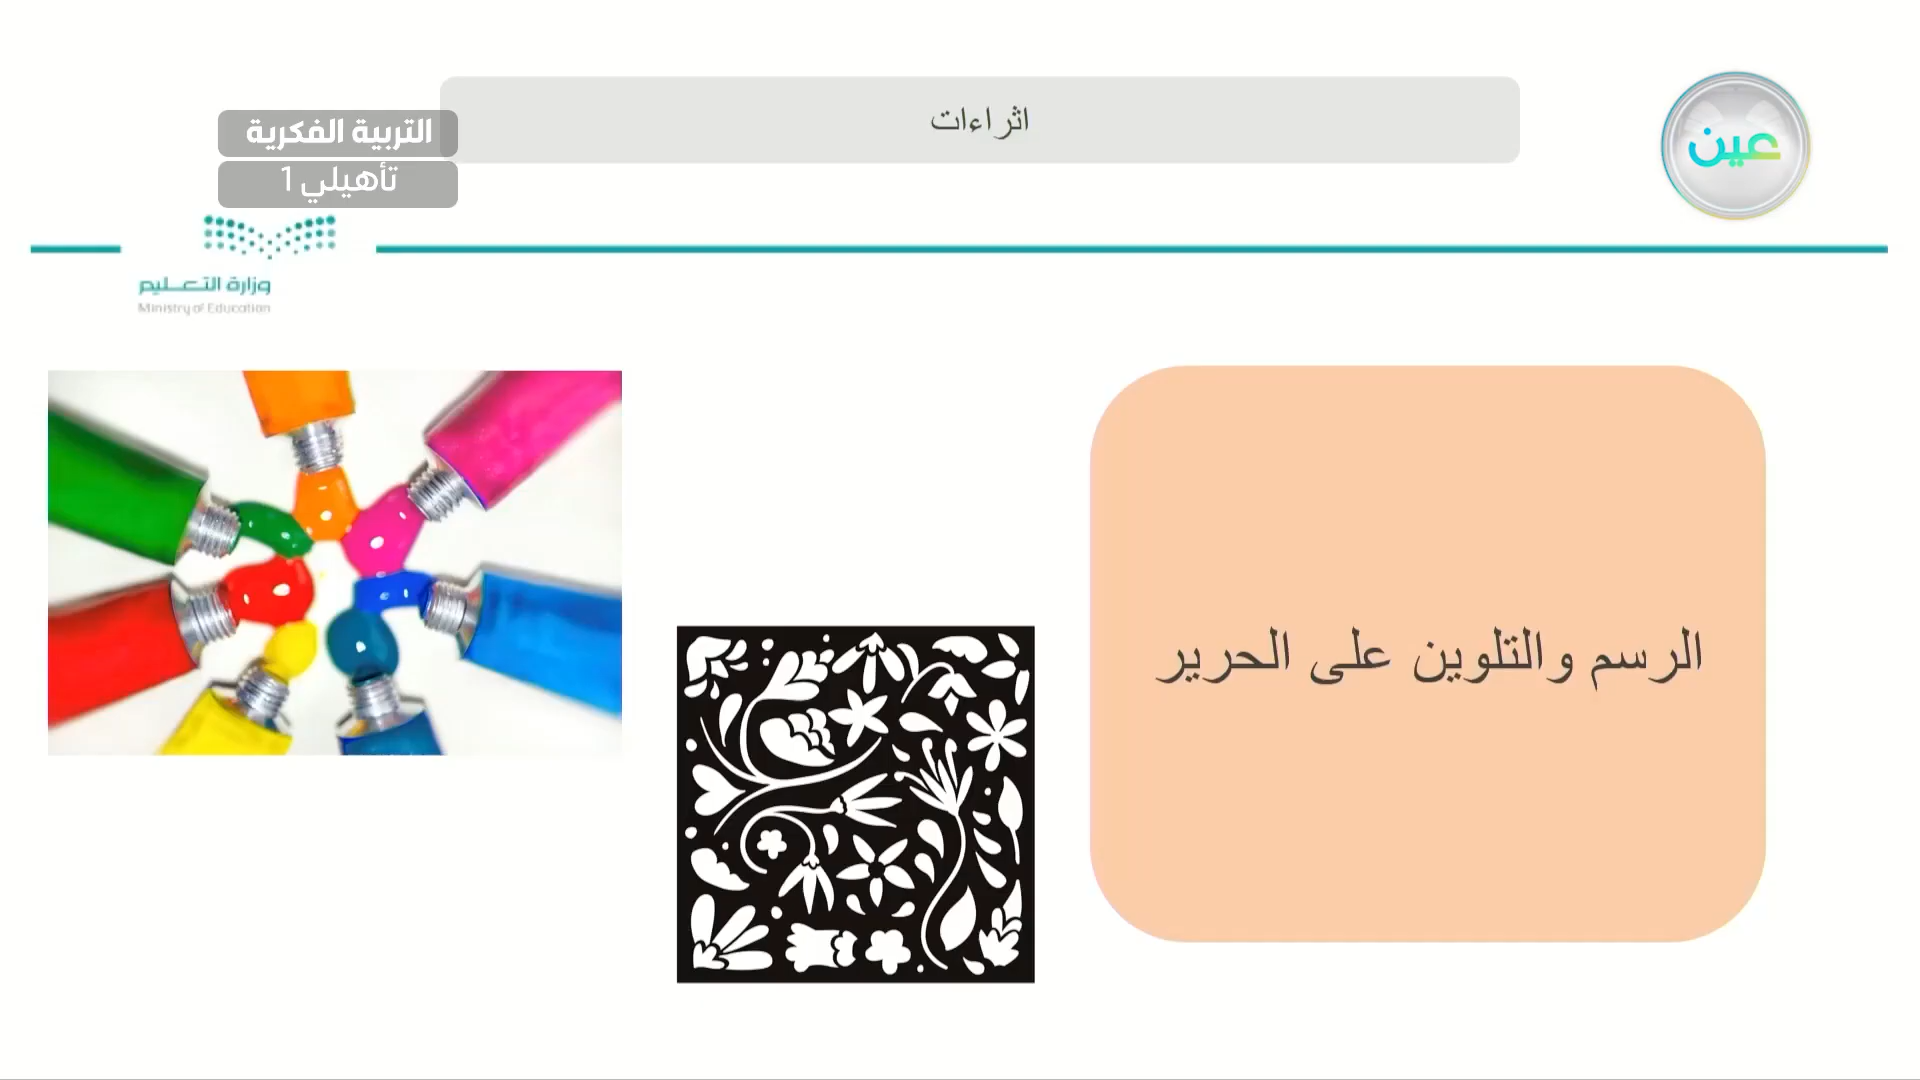 اثراءات
عين
التربية الفكرية
تأهيلي 1
وزارة التعليم
Ministry of Education
الرسم والتلوين على الحرير